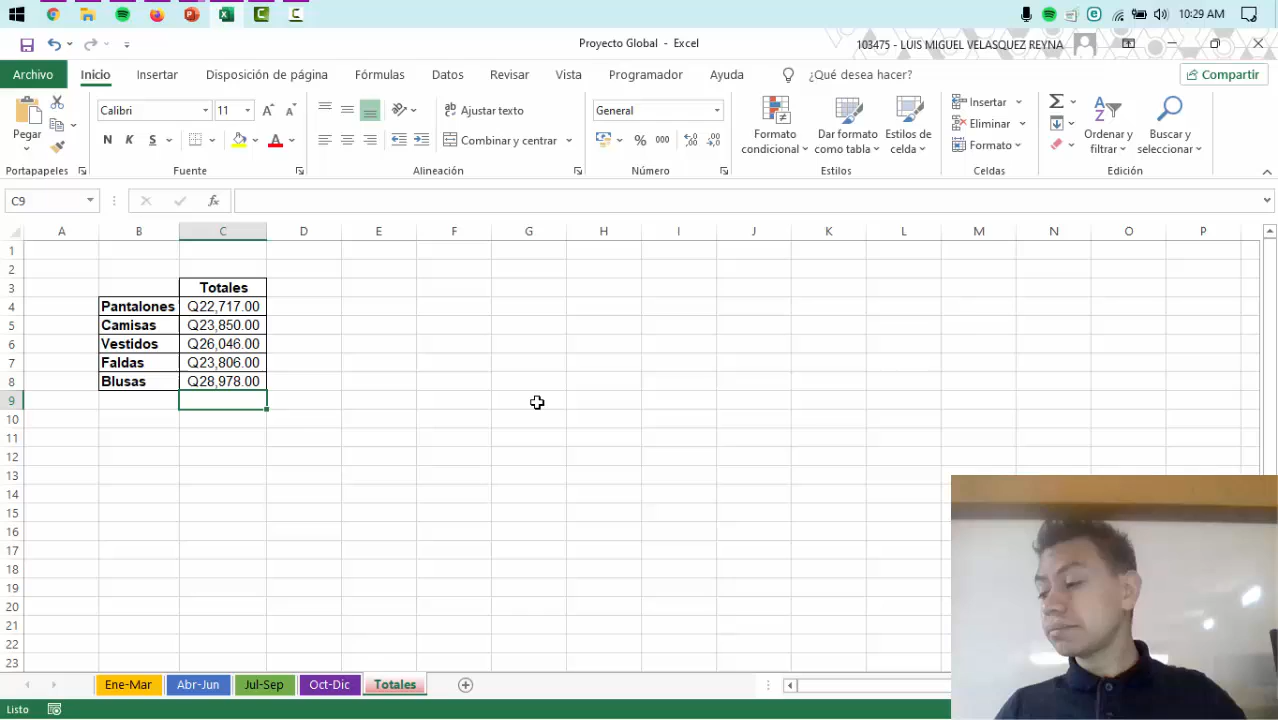 10:29 AM
Proyecto Global - Excel
103475 - LUIS MIGUEL VELASQUEZ REYNA
Archivo Inicio Insertar Disposición de página Fórmulas Datos Revisar Vista Programador Ayuda ¿Qué desea hacer? Compartir
Pegar
Calibri 11
N K S
Ajustar texto
Combinar y centrar
General
% 000
Formato condicional
Dar formato como tabla
Estilos de celda
Insertar
Eliminar
Formato
Ordenar y filtrar
Buscar y seleccionar
Portapapeles Fuente Alineación Número Estilos Celdas Edición
C9 fx
A B C D E F G H I J K L M N O P
1
2
3 Totales
4 Pantalones Q22,717.00
5 Camisas Q23,850.00
6 Vestidos Q26,046.00
7 Faldas Q23,806.00
8 Blusas Q28,978.00
9
10
11
12
13
14
15
16
17
18
19
20
21
22
23
Ene-Mar Abr-Jun Jul-Sep Oct-Dic Totales
Listo